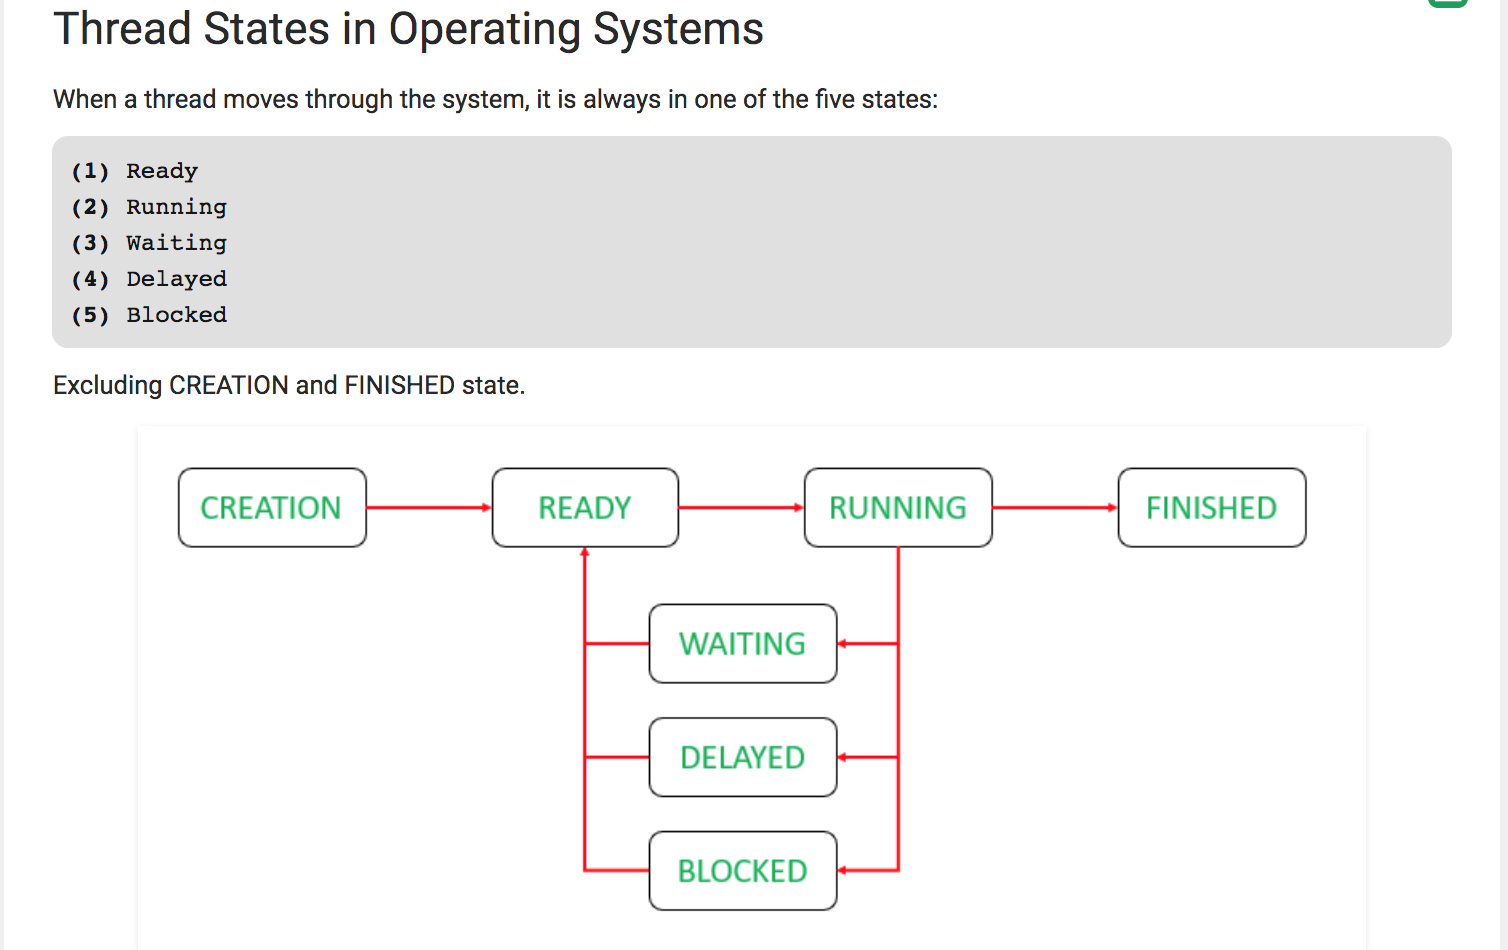 Thread States in Operating Systems
When a thread moves through the system, it is always in one of the five states:
(1) Ready
(2) Running
(3) Waiting
(4) Delayed
(5) Blocked
Excluding CREATION and FINISHED state.
CREATION
READY
RUNNING
FINISHED
WAITING
DELAYED
BLOCKED